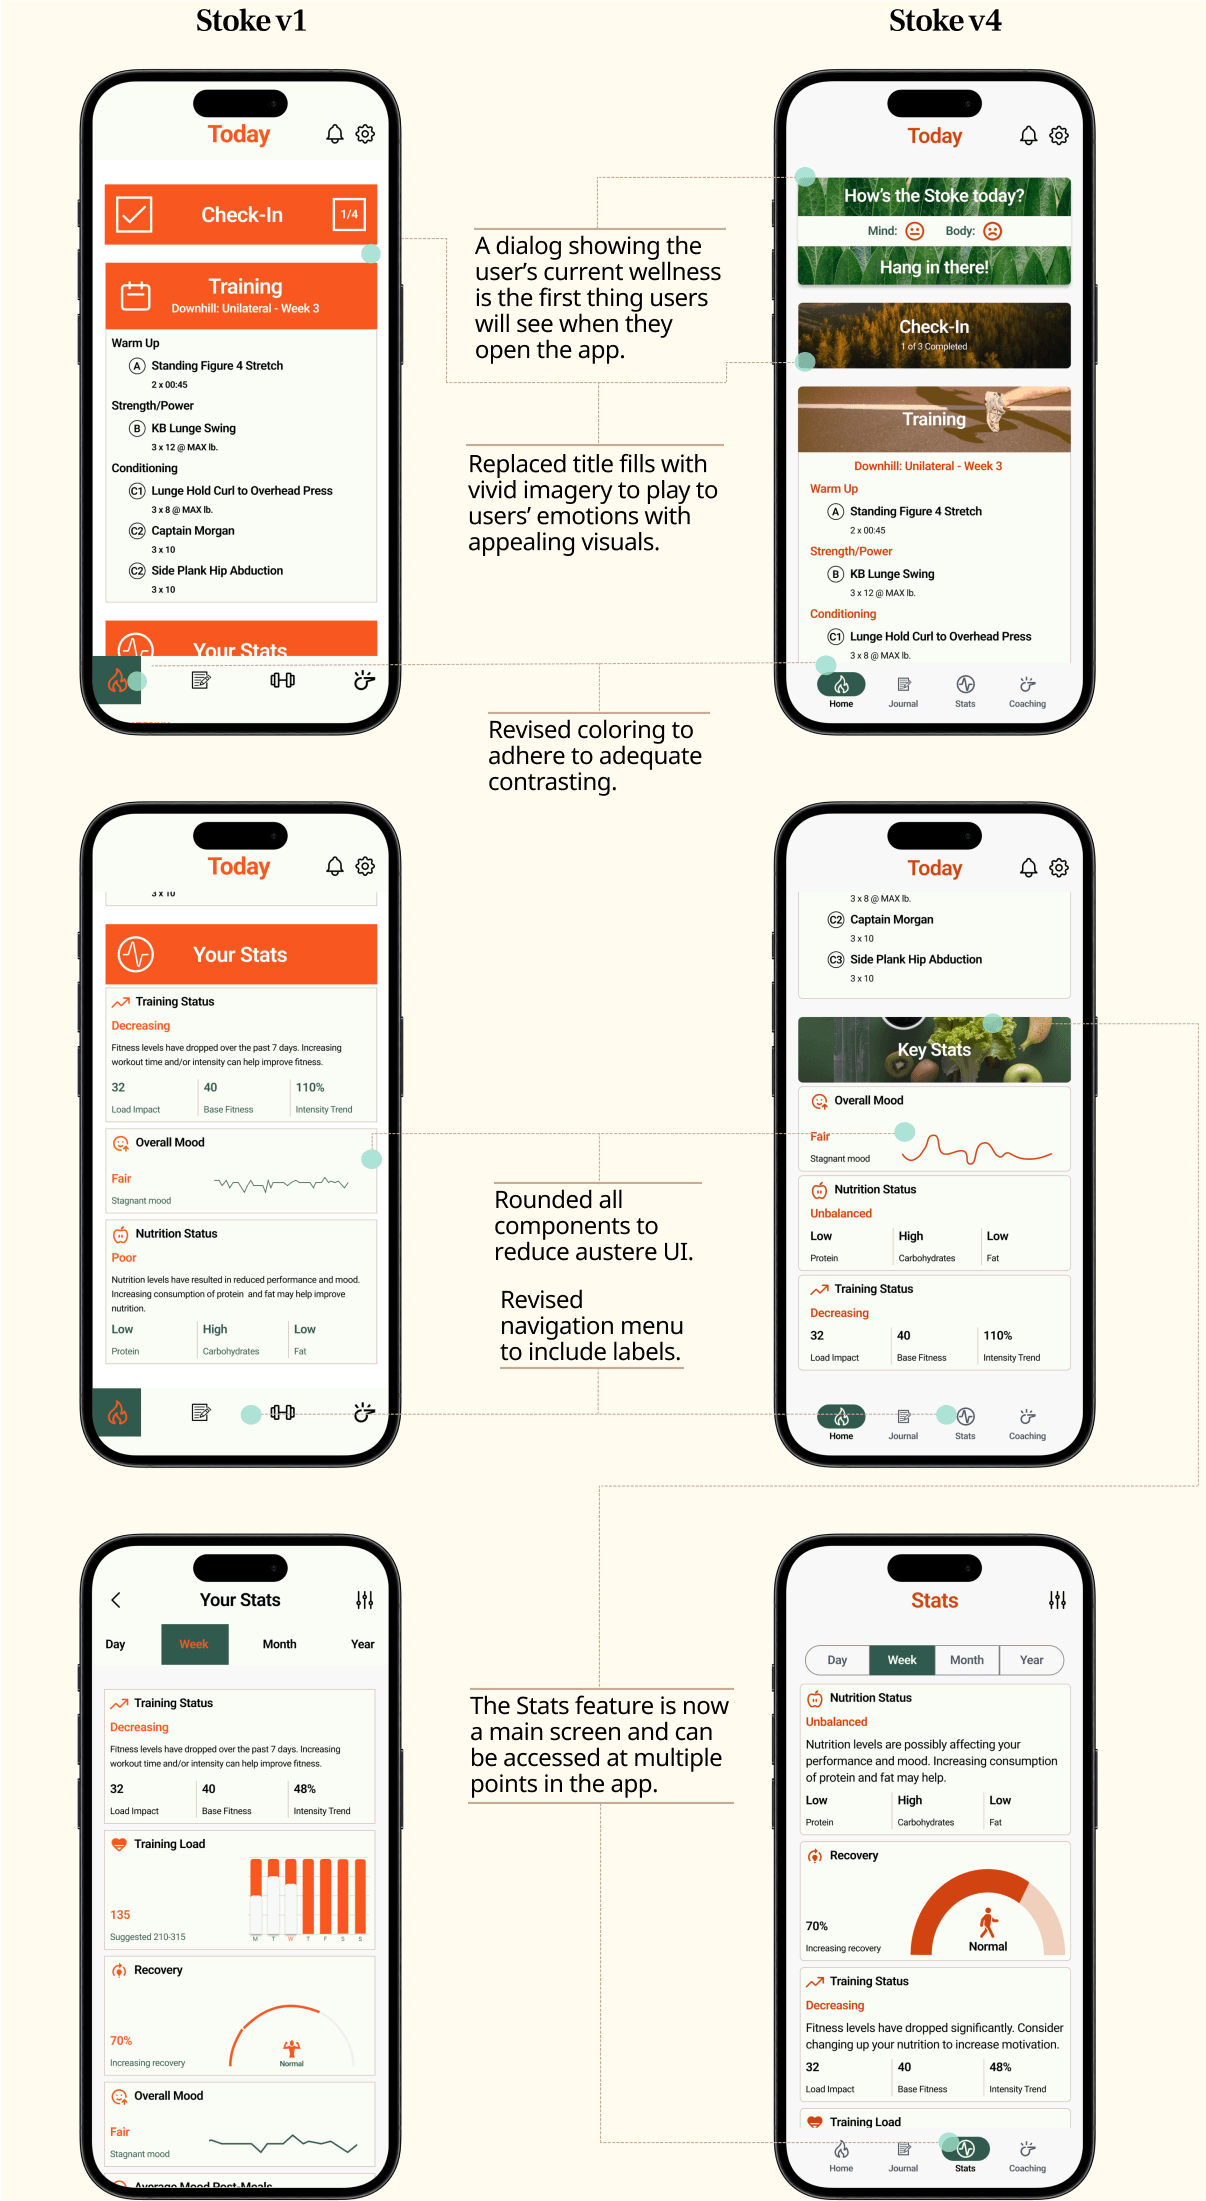 Stoke v1
Stoke v4
Today
Check-In
1/4
Training
Downhill: Unilateral - Week 3
Warm Up
A Standing Figure 4 Stretch
2 x 00:45
Strength/Power
B KB Lunge Swing
3 x 12 @ MAX lb.
Conditioning
C1 Lunge Hold Curl to Overhead Press
3 x 8 @ MAX lb.
C2 Captain Morgan
3 x 10
C2 Side Plank Hip Abduction
3 x 10
Your Stats
A dialog showing the
user's current wellness
is the first thing users
will see when they
open the app.
Replaced title fills with
vivid imagery to play to
users' emotions with
appealing visuals.
Revised coloring to
adhere to adequate
contrasting.
Today
How's the Stoke today?
Mind: Body:
Hang in there!
Check-In
1 of 3 Completed
Training
Downhill: Unilateral - Week 3
Warm Up
A Standing Figure 4 Stretch
2 x 00:45
Strength/Power
B KB Lunge Swing
3 x 12 @ MAX lb.
Conditioning
C1 Lunge Hold Curl to Overhead Press
3 x 8 @ MAX lb.
Home Journal Stats Coaching
Today
3 x 10
Your Stats
Training Status
Decreasing
Fitness levels have dropped over the past 7 days. Increasing
workout time and/or intensity can help improve fitness.
32 40 110%
Load Impact Base Fitness Intensity Trend
Overall Mood
Fair
Stagnant mood
Nutrition Status
Poor
Nutrition levels have resulted in reduced performance and mood.
Increasing consumption of protein and fat may help improve
nutrition.
Low High Low
Protein Carbohydrates Fat
Rounded all
components to
reduce austere UI.
Revised
navigation menu
to include labels.
Today
3 x 8 @ MAX lb.
C2 Captain Morgan
3 x 10
C3 Side Plank Hip Abduction
3 x 10
Key Stats
Overall Mood
Fair
Stagnant mood
Nutrition Status
Unbalanced
Low High Low
Protein Carbohydrates Fat
Training Status
Decreasing
32 40 110%
Load Impact Base Fitness Intensity Trend
Home Journal Stats Coaching
Your Stats
Day Week Month Year
Training Status
Decreasing
Fitness levels have dropped over the past 7 days. Increasing
workout time and/or intensity can help improve fitness.
32 40 48%
Load Impact Base Fitness Intensity Trend
Training Load
135
Suggested 210-315
M T W T F S S
Recovery
70%
Increasing recovery
Normal
Overall Mood
Fair
Stagnant mood
Average Mood Post-Meals
The Stats feature is now
a main screen and can
be accessed at multiple
points in the app.
Stats
Day Week Month Year
Nutrition Status
Unbalanced
Nutrition levels are possibly affecting your
performance and mood. Increasing consumption
of protein and fat may help.
Low High Low
Protein Carbohydrates Fat
Recovery
70%
Increasing recovery
Normal
Training Status
Decreasing
Fitness levels have dropped significantly. Consider
changing up your nutrition to increase motivation.
32 40 48%
Load Impact Base Fitness Intensity Trend
Training Load
Home Journal Stats Coaching